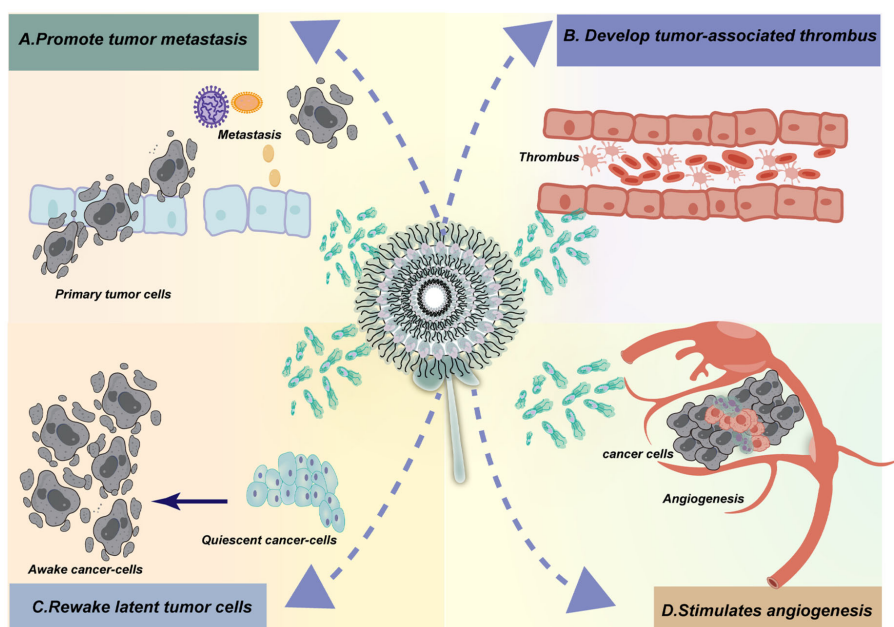 A.Promote tumor metastasis
B. Develop tumor-associated thrombus
Metastasis
Thrombus
Primary tumor cells
cancer cells
Angiogenesis
Quiescent cancer-cells
Awake cancer-cells
C.Rewake latent tumor cells
D.Stimulates angiogenesis